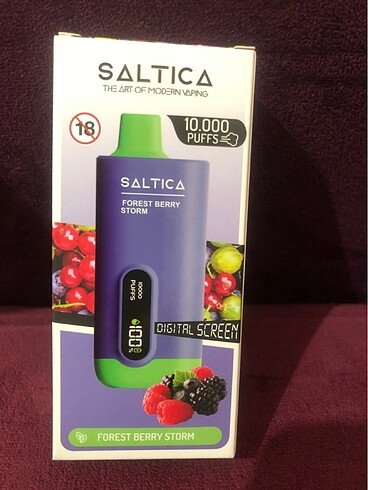 SALTICA
THE ART OF MODERN VAPING
18
10.000
PUFFS
SALTICA
FOREST BERRY
STORM
10000
PUFFS
100
%
DIGITAL SCREEN
FOREST BERRY STORM